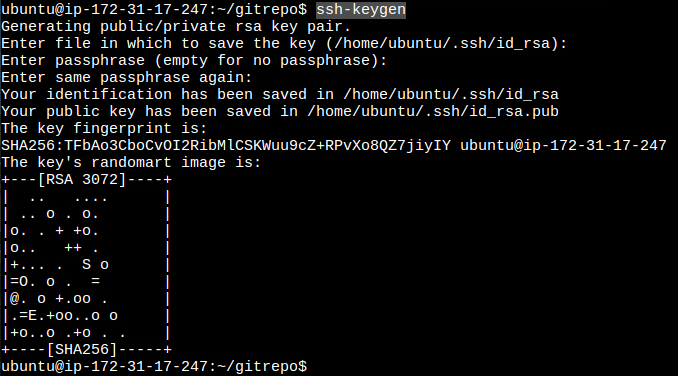 ubuntu@ip-172-31-17-247:~/gitrepo$ ssh-keygen
Generating public/private rsa key pair.
Enter file in which to save the key (/home/ubuntu/.ssh/id_rsa):
Enter passphrase (empty for no passphrase):
Enter same passphrase again:
Your identification has been saved in /home/ubuntu/.ssh/id_rsa
Your public key has been saved in /home/ubuntu/.ssh/id_rsa.pub
The key fingerprint is:
SHA256:TFbAo3CboCvOI2RibMlCSKWuu9cZ+RPvXo8QZ7jiyIY ubuntu@ip-172-31-17-247
The key's randomart image is:
+---[RSA 3072]----+
|  ..   ....      |
| .. o . o.       |
|o. . + +o.       |
|o..   ++ .       |
|+... .  S o      |
|=O. o .  =       |
|@. o +.oo .      |
|.=E.+oo..o o     |
|+o..o .+o . .    |
+----[SHA256]-----+
ubuntu@ip-172-31-17-247:~/gitrepo$